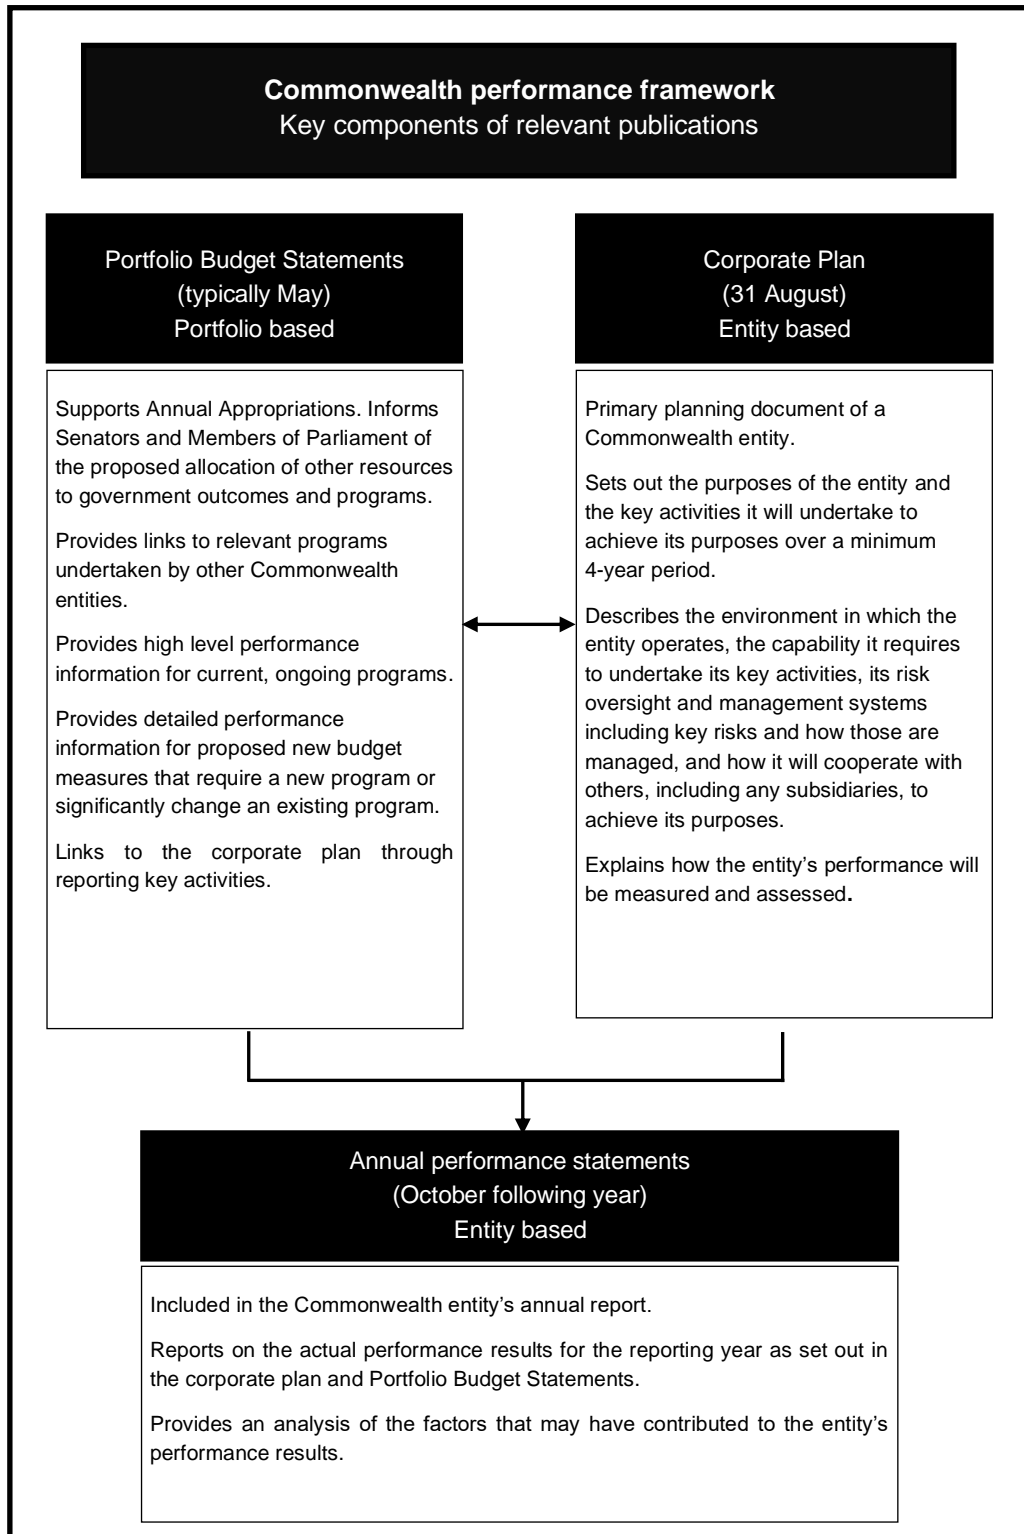 Commonwealth performance framework
Key components of relevant publications
Portfolio Budget Statements
(typically May)
Portfolio based
Supports Annual Appropriations. Informs
Senators and Members of Parliament of
the proposed allocation of other resources
to government outcomes and programs.
Provides links to relevant programs
undertaken by other Commonwealth
entities.
Provides high level performance
information for current, ongoing programs.
Provides detailed performance
information for proposed new budget
measures that require a new program or
significantly change an existing program.
Links to the corporate plan through
reporting key activities.
Corporate Plan
(31 August)
Entity based
Primary planning document of a
Commonwealth entity.
Sets out the purposes of the entity and
the key activities it will undertake to
achieve its purposes over a minimum
4-year period.
Describes the environment in which the
entity operates, the capability it requires
to undertake its key activities, its risk
oversight and management systems
including key risks and how those are
managed, and how it will cooperate with
others, including any subsidiaries, to
achieve its purposes.
Explains how the entity’s performance will
be measured and assessed.
Annual performance statements
(October following year)
Entity based
Included in the Commonwealth entity’s annual report.
Reports on the actual performance results for the reporting year as set out in
the corporate plan and Portfolio Budget Statements.
Provides an analysis of the factors that may have contributed to the entity’s
performance results.